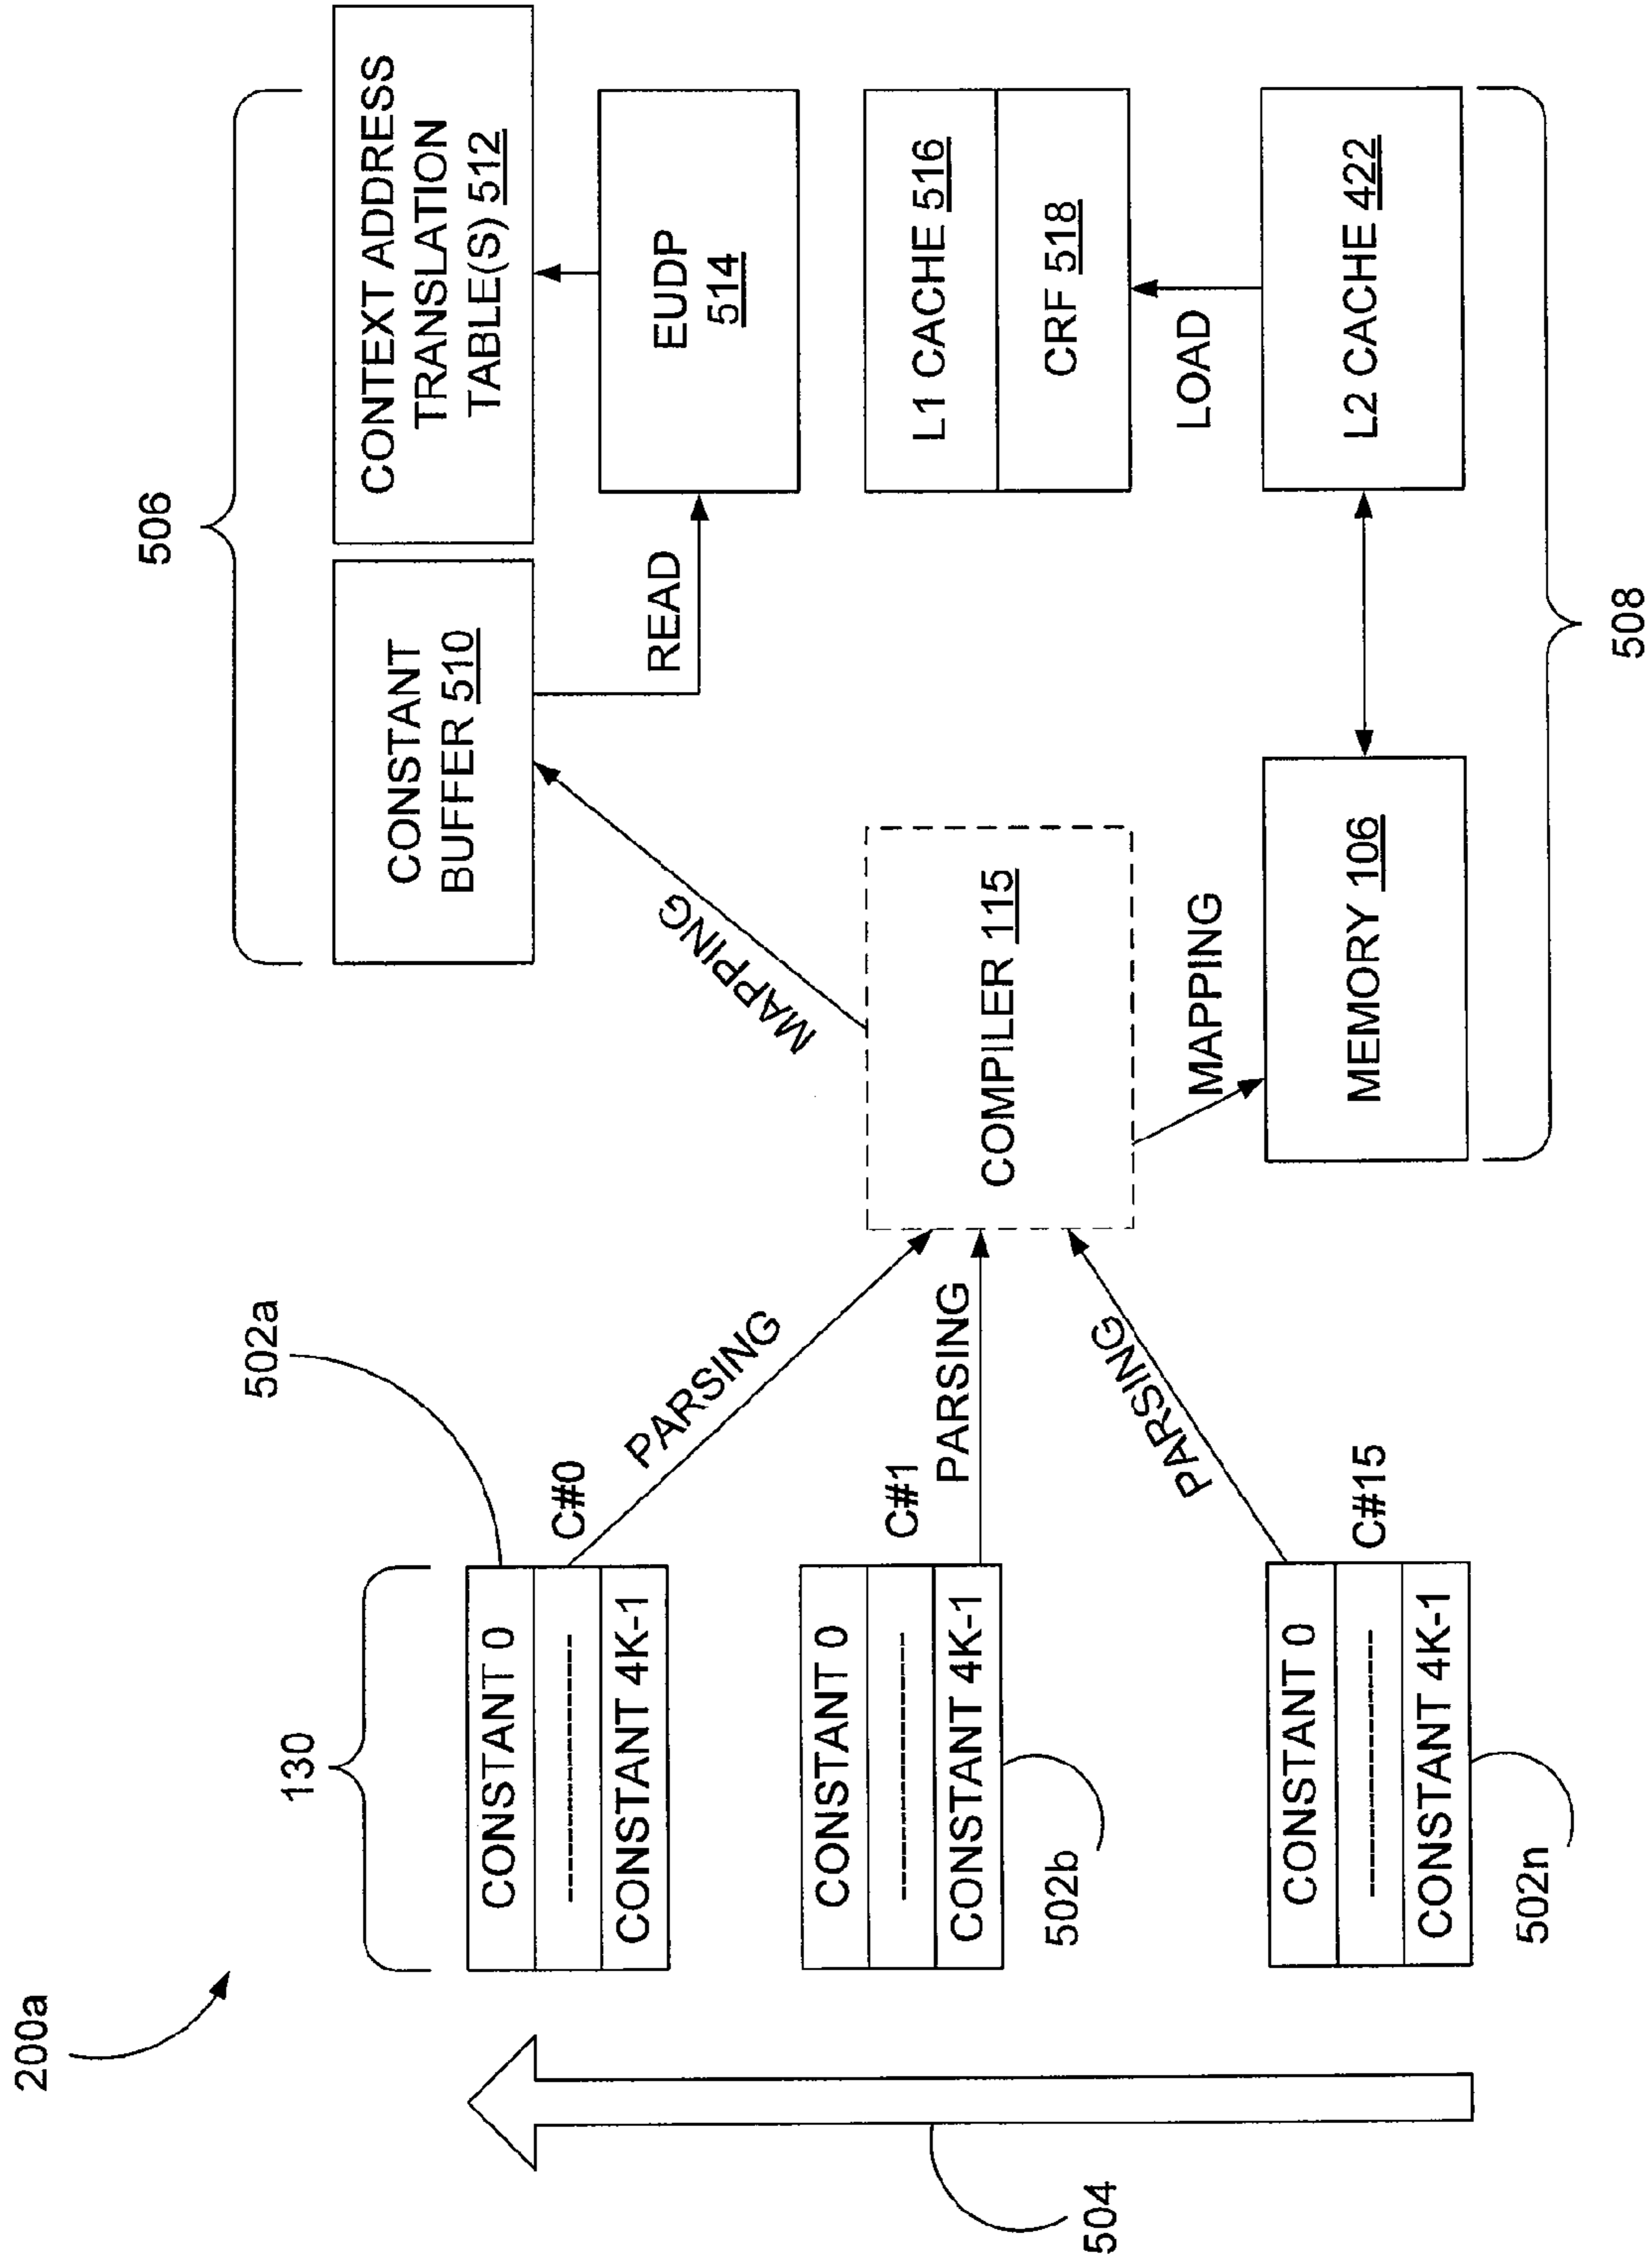 200a
130
502a
506
CONSTANT 0
CONSTANT 4K-1
C#0
PARSING
CONSTANT
BUFFER 510
CONTEXT ADDRESS
TRANSLATION
TABLE(S) 512
MAPPING
READ
EUDP
514
CONSTANT 0
CONSTANT 4K-1
C#1
PARSING
502b
COMPILER 115
L1 CACHE 516
CRF 518
504
CONSTANT 0
CONSTANT 4K-1
C#15
PARSING
502n
MAPPING
LOAD
MEMORY 106
L2 CACHE 422
508